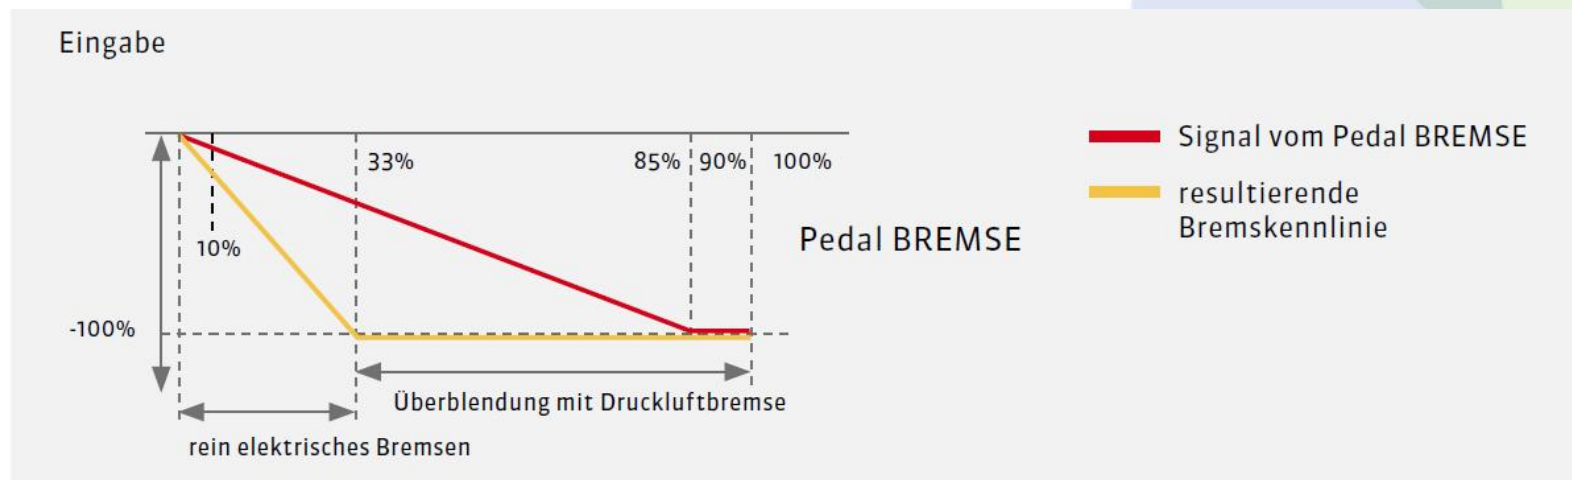 Eingabe
33%
85%
90%
100%
10%
Pedal BREMSE
-100%
Überblendung mit Druckluftbremse
rein elektrisches Bremsen
Signal vom Pedal BREMSE
resultierende
Bremskennlinie